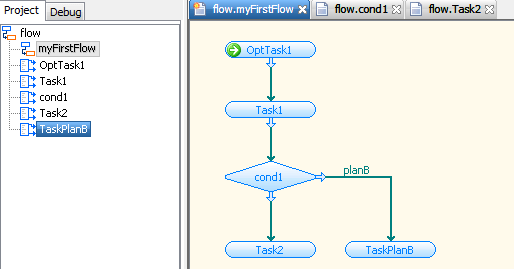 Project Debug
flow
myFirstFlow
OptTask1
Task1
cond1
Task2
TaskPlanB
flow.myFirstFlow flow.cond1 flow.Task2
OptTask1
Task1
cond1
planB
Task2 TaskPlanB